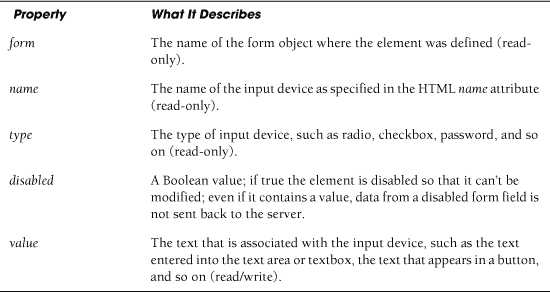 Property What It Describes
form The name of the form object where the element was defined (read-
only).
name The name of the input device as specified in the HTML name attribute
(read-only).
type The type of input device, such as radio, checkbox, password, and so
on (read-only).
disabled A Boolean value; if true the element is disabled so that it can't be
modified; even if it contains a value, data from a disabled form field is
not sent back to the server.
value The text that is associated with the input device, such as the text
entered into the text area or textbox, the text that appears in a button,
and so on (read/write).